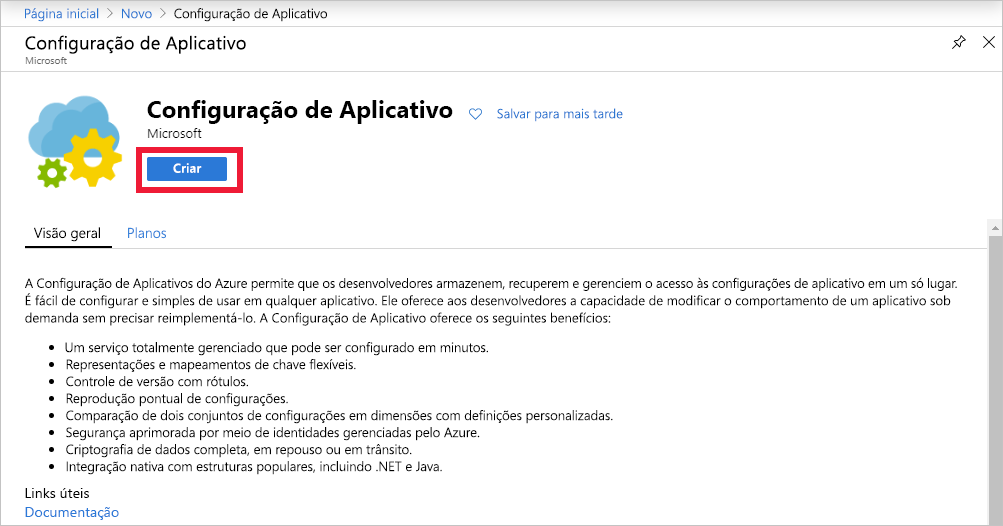 Página inicial > Novo > Configuração de Aplicativo
Configuração de Aplicativo
Microsoft
Configuração de Aplicativo
Salvar para mais tarde
Microsoft
Criar
Visão geral Planos
A Configuração de Aplicativos do Azure permite que os desenvolvedores armazenem, recuperem e gerenciem o acesso às configurações de aplicativo em um só lugar.
É fácil de configurar e simples de usar em qualquer aplicativo. Ele oferece aos desenvolvedores a capacidade de modificar o comportamento de um aplicativo sob
demanda sem precisar reimplementá-lo. A Configuração de Aplicativo oferece os seguintes benefícios:
• Um serviço totalmente gerenciado que pode ser configurado em minutos.
• Representações e mapeamentos de chave flexíveis.
• Controle de versão com rótulos.
• Reprodução pontual de configurações.
• Comparação de dois conjuntos de configurações em dimensões com definições personalizadas.
• Segurança aprimorada por meio de identidades gerenciadas pelo Azure.
• Criptografia de dados completa, em repouso ou em trânsito.
• Integração nativa com estruturas populares, incluindo .NET e Java.
Links úteis
Documentação